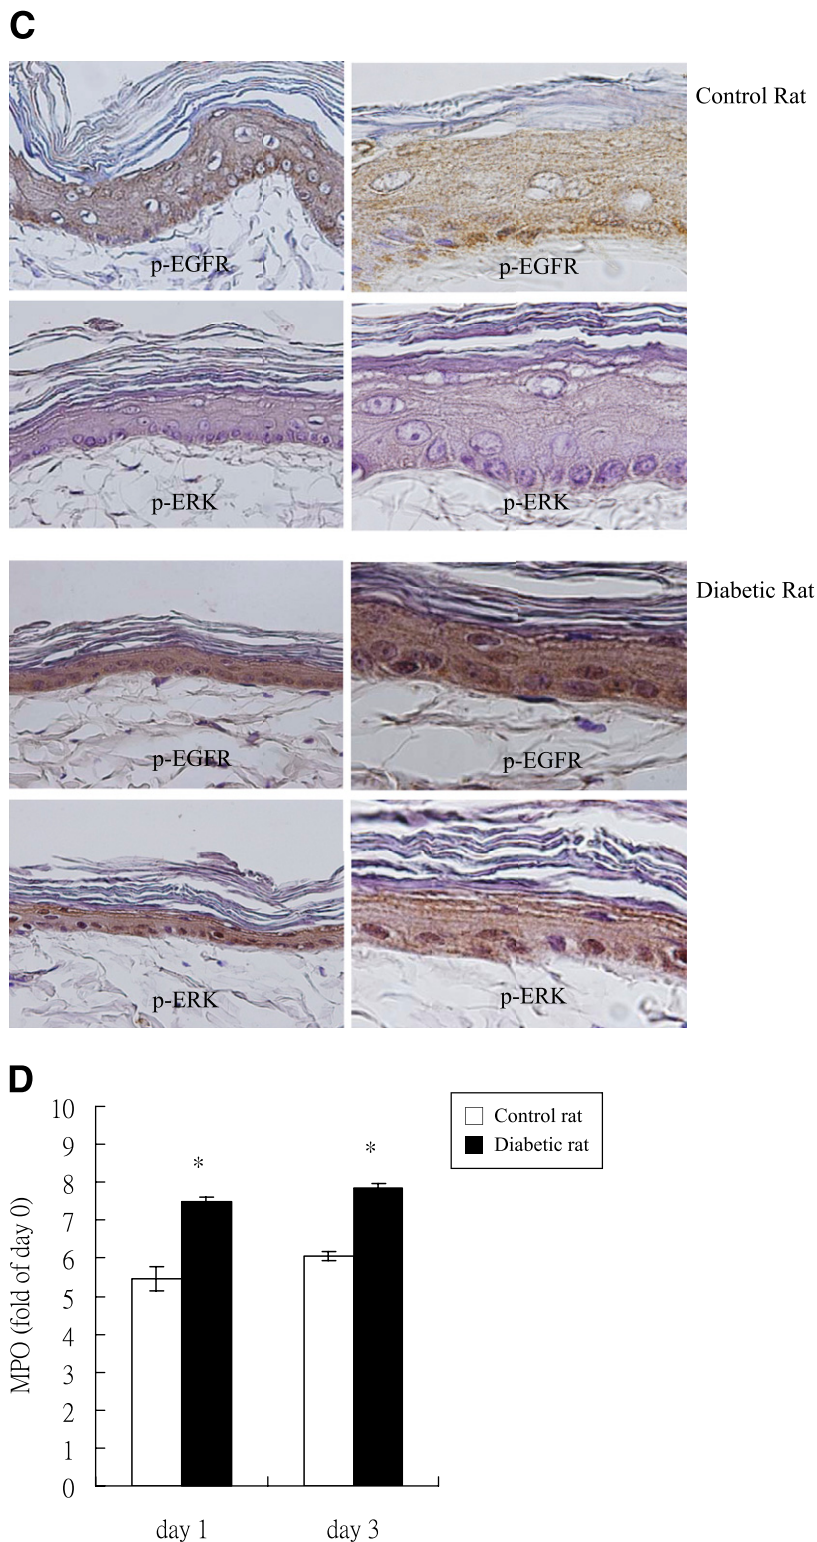 C
Control Rat
p-EGFR
p-EGFR
p-ERK
p-ERK
Diabetic Rat
p-EGFR
p-EGFR
p-ERK
p-ERK
D
10
9
8
7
6
5
4
3
2
1
0
MPO (fold of day 0)
*
*
Control rat
Diabetic rat
day 1
day 3